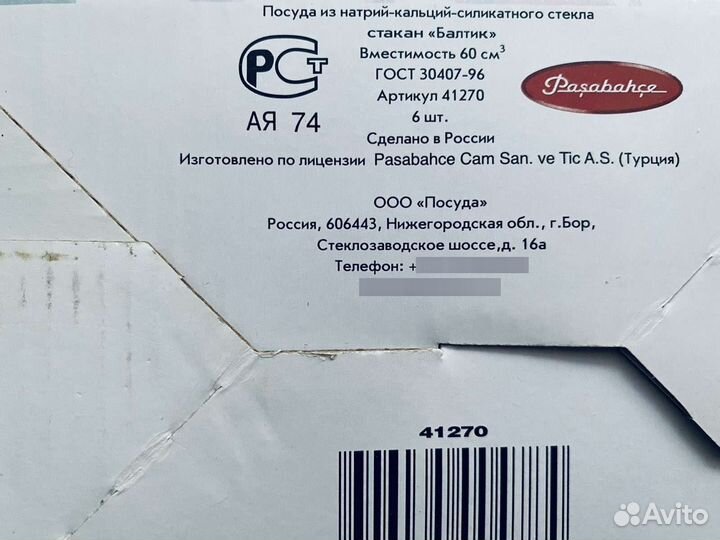 Посуда из натрий-кальций-силикатного стекла
стакан «Балтик»
Вместимость 60 см³
ГОСТ 30407-96
Артикул 41270
6 шт.
Сделано в России
Изготовлено по лицензии Pasabahce Cam San. ve Tic A.S. (Турция)
РСТ
АЯ 74
Paşabahçe
ООО «Посуда»
Россия, 606443, Нижегородская обл., г.Бор,
Стеклозаводское шоссе,д. 16а
Телефон: +
41270
Avito